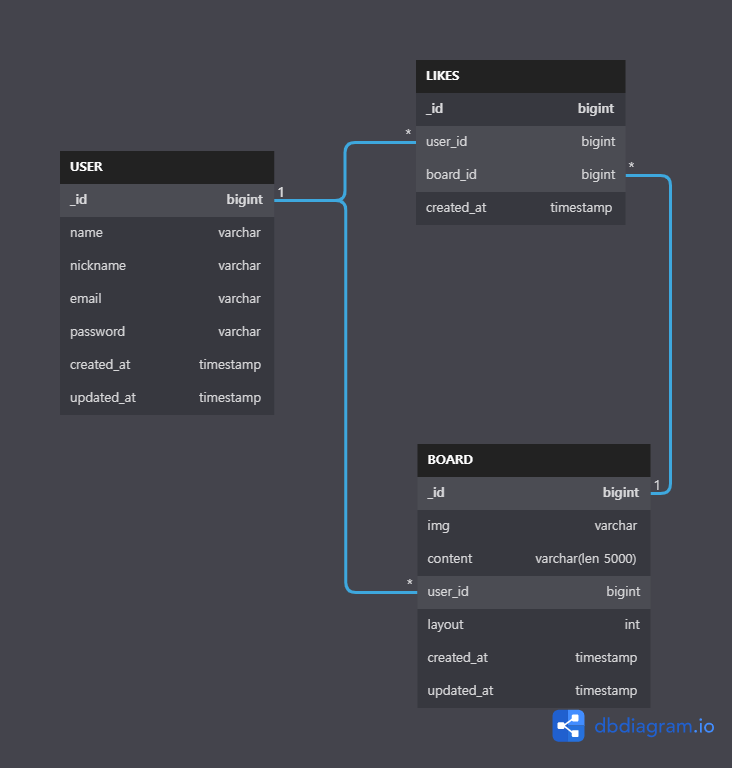 USER
_id bigint
name varchar
nickname varchar
email varchar
password varchar
created_at timestamp
updated_at timestamp
1
LIKES
_id bigint
* user_id bigint
board_id bigint *
created_at timestamp
BOARD
_id bigint 1
img varchar
content varchar(len 5000)
* user_id bigint
layout int
created_at timestamp
updated_at timestamp
dbdiagram.io